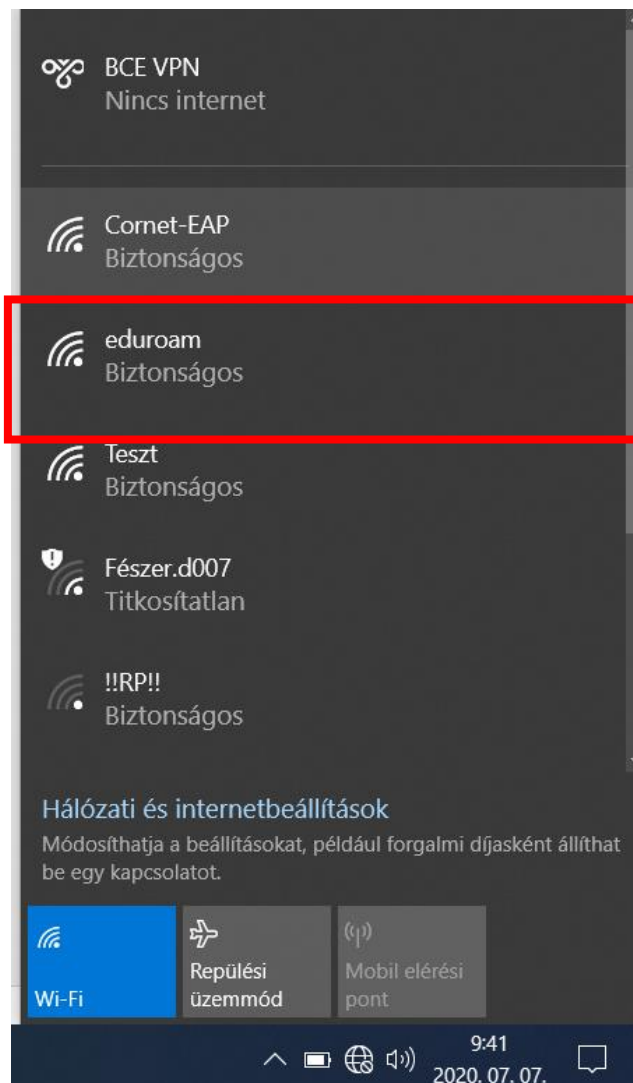 BCE VPN
Nincs internet
Cornet-EAP
Biztonságos
eduroam
Biztonságos
Teszt
Biztonságos
Fészer.d007
Titkosítatlan
!!RP!!
Biztonságos
Hálózati és internetbeállítások
Módosíthatja a beállításokat, például forgalmi díjasként állíthat
be egy kapcsolatot.
Wi-Fi
Repülési
üzemmód
Mobil elérési
pont
9:41
2020. 07. 07.